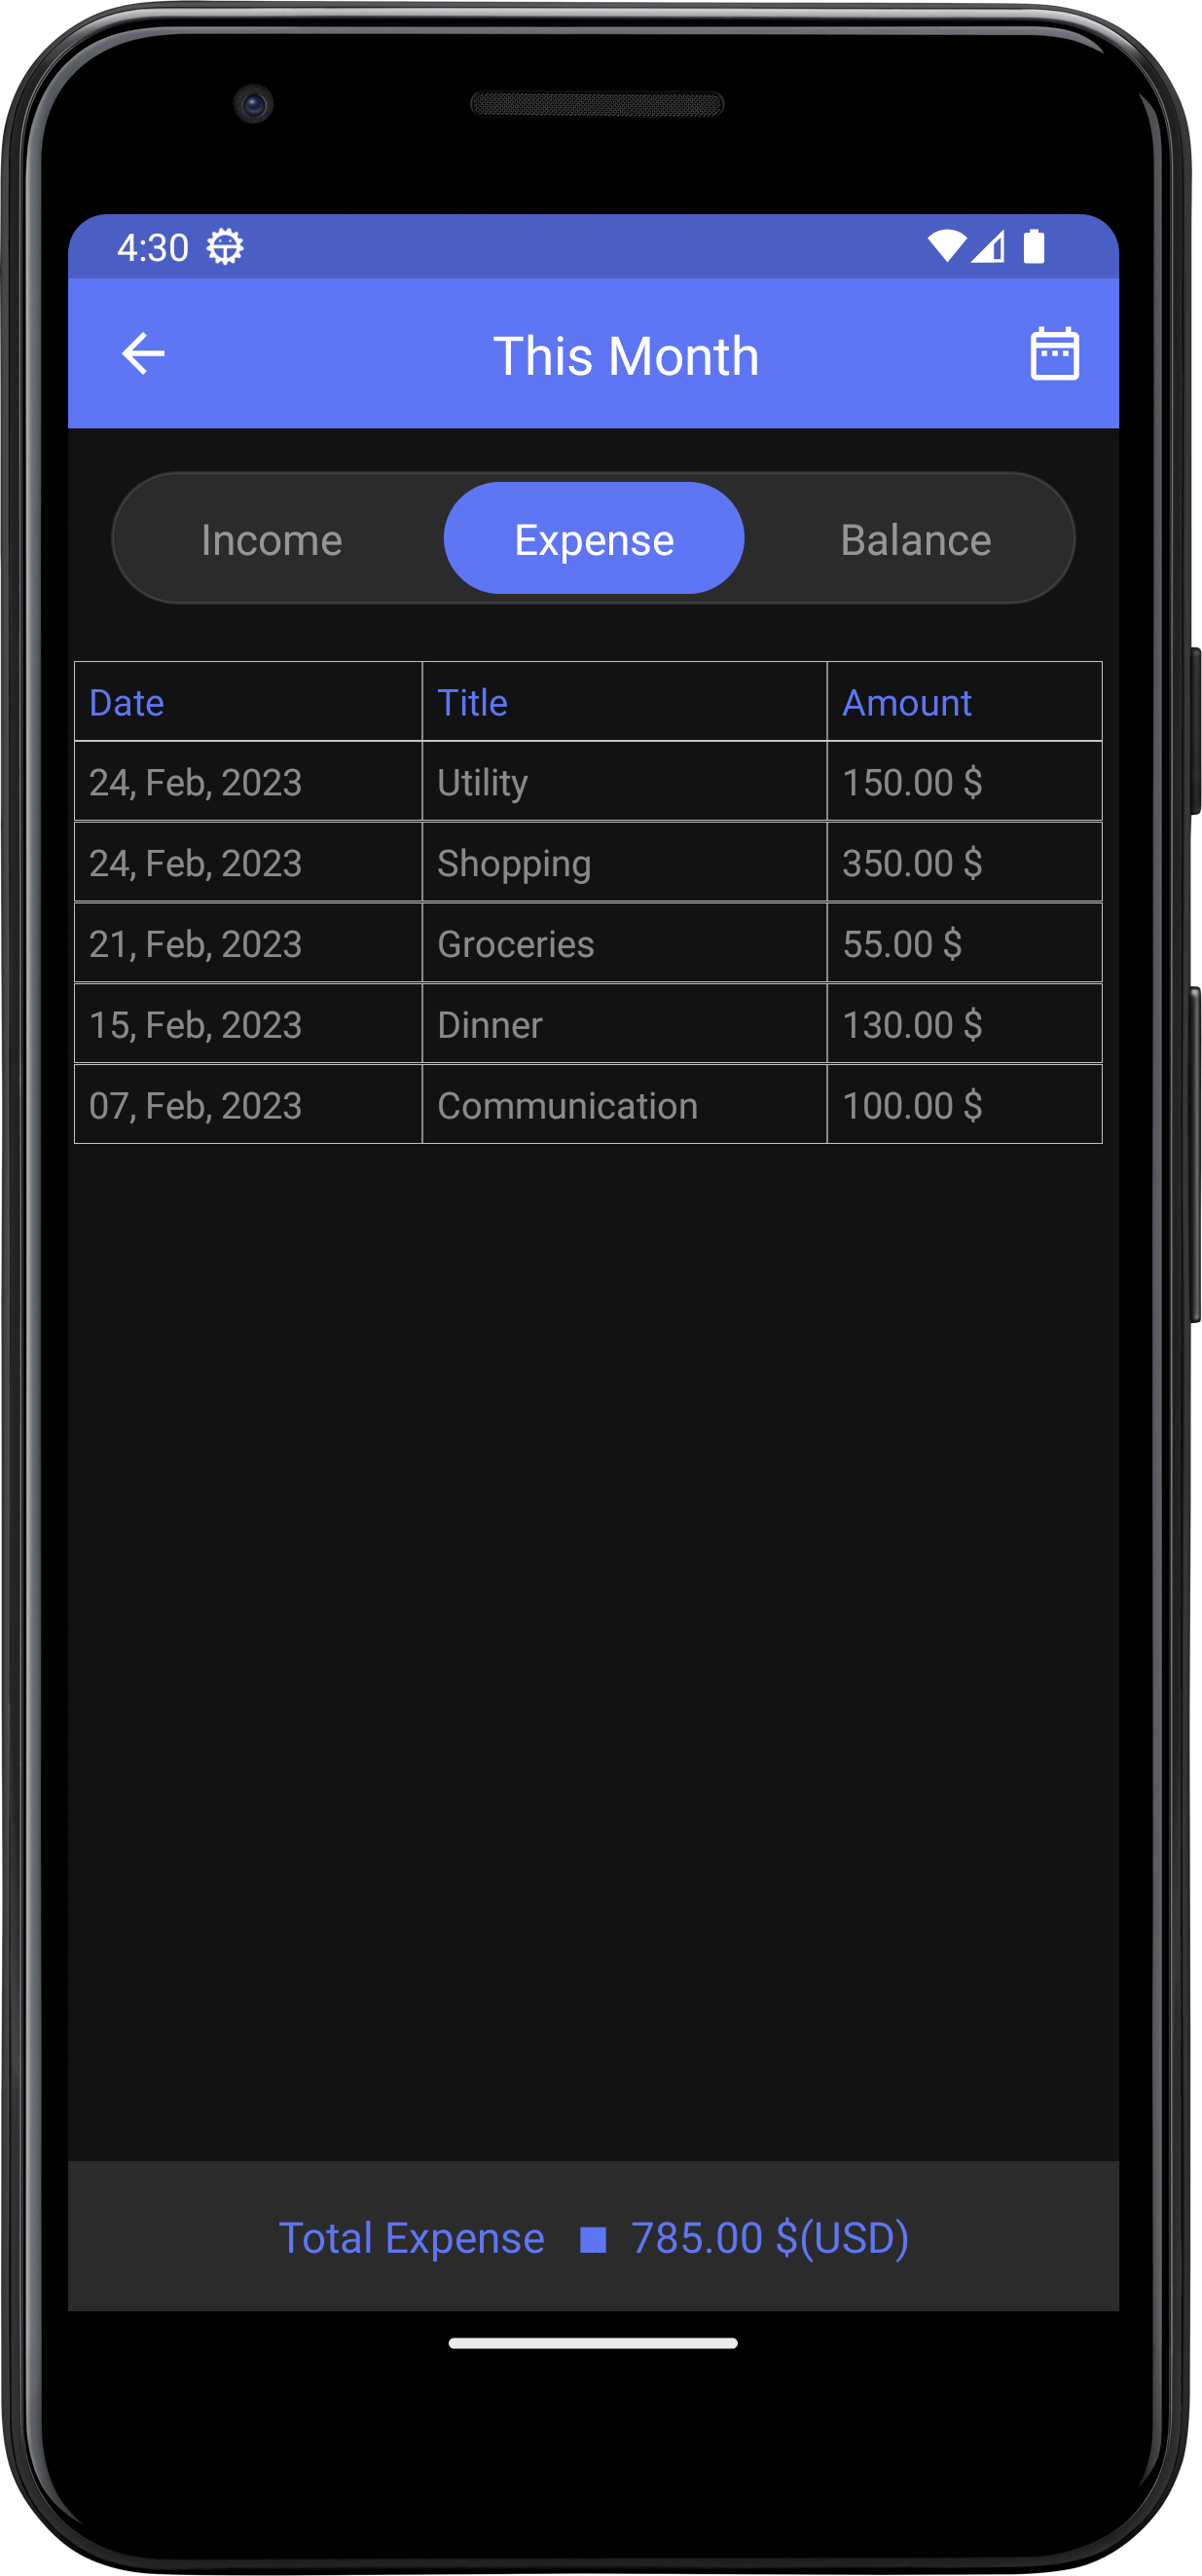 4:30
This Month
Income Expense Balance
Date Title Amount
24, Feb, 2023 Utility 150.00 $
24, Feb, 2023 Shopping 350.00 $
21, Feb, 2023 Groceries 55.00 $
15, Feb, 2023 Dinner 130.00 $
07, Feb, 2023 Communication 100.00 $
Total Expense ■ 785.00 $(USD)